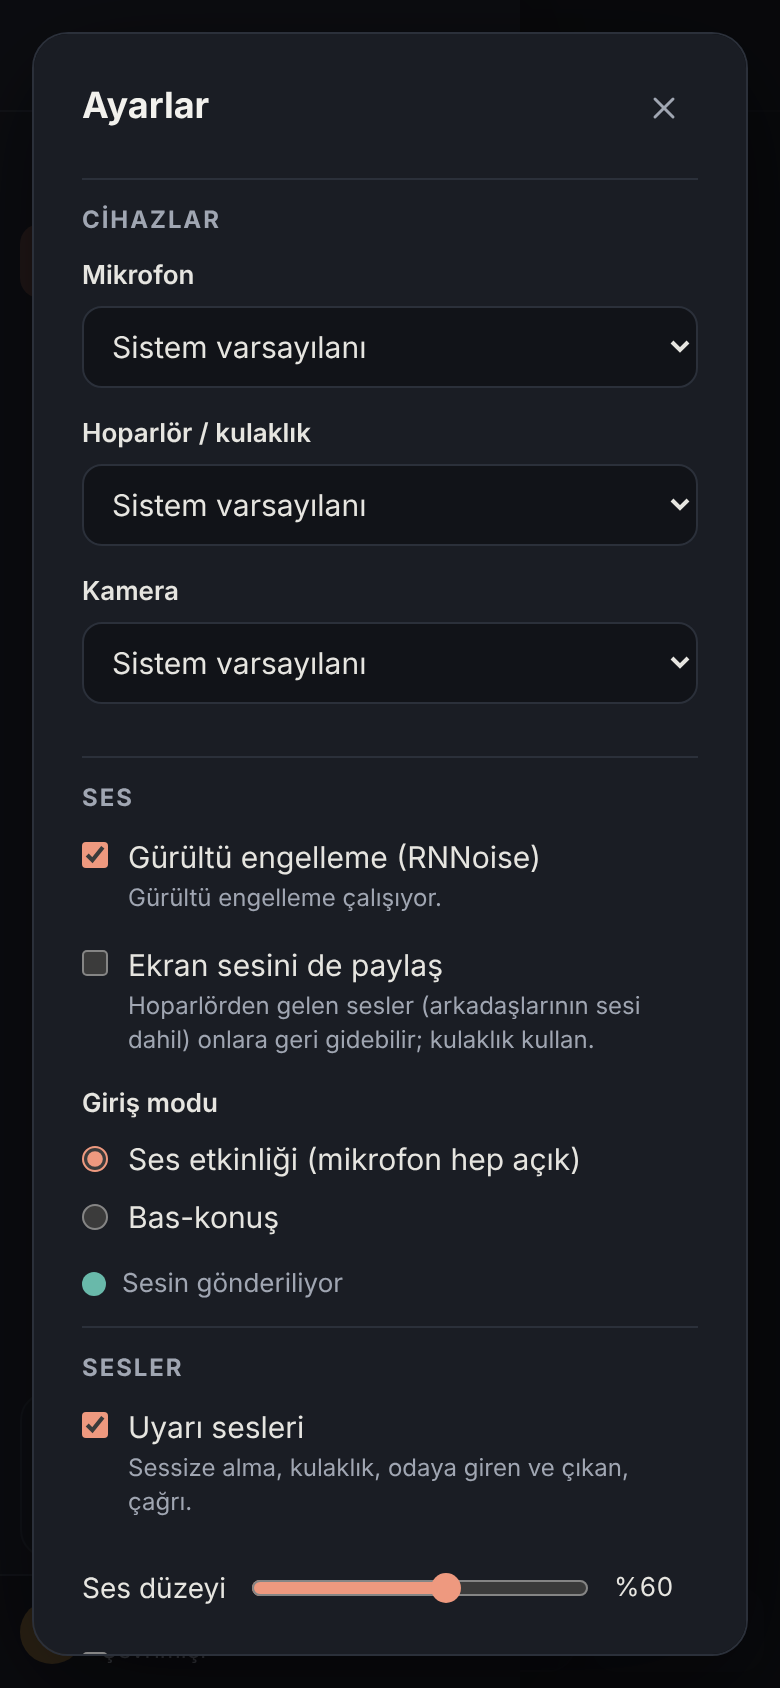 Ayarlar
CİHAZLAR
Mikrofon
Sistem varsayılanı
Hoparlör / kulaklık
Sistem varsayılanı
Kamera
Sistem varsayılanı
SES
Gürültü engelleme (RNNoise)
Gürültü engelleme çalışıyor.
Ekran sesini de paylaş
Hoparlörden gelen sesler (arkadaşlarının sesi
dahil) onlara geri gidebilir; kulaklık kullan.
Giriş modu
Ses etkinliği (mikrofon hep açık)
Bas-konuş
Sesin gönderiliyor
SESLER
Uyarı sesleri
Sessize alma, kulaklık, odaya giren ve çıkan,
çağrı.
Ses düzeyi %60